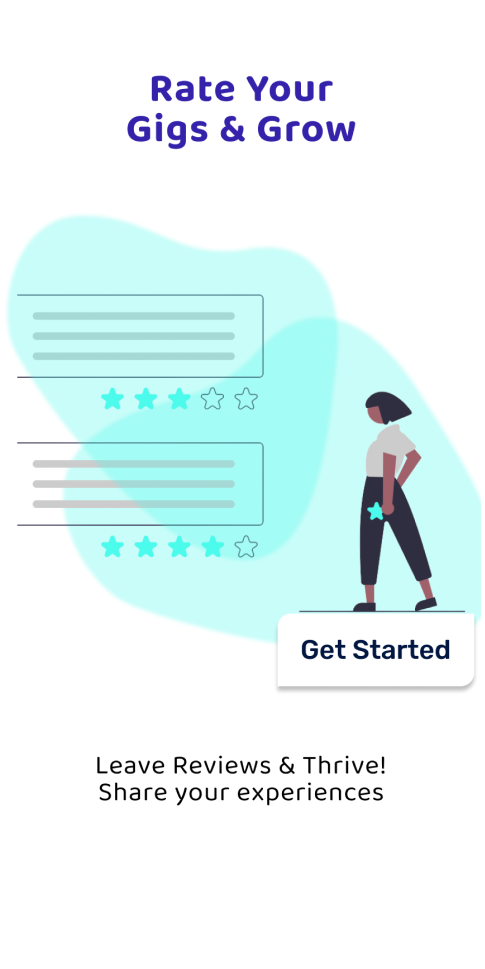 Rate Your
Gigs & Grow
Get Started
Leave Reviews & Thrive!
Share your experiences